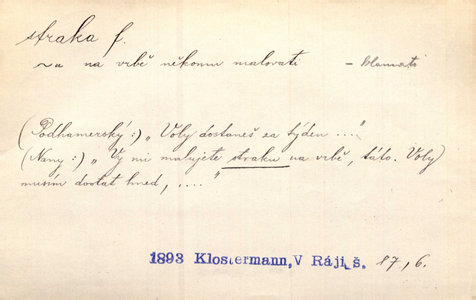 straka f.
~u na vrbě někomu malovati – klamati
(Podhamerský:) „Voly dostaneš za týden ....“
(Nany:) „Vy mi malujete straku na vrbě, táto. Voly
musím dostat hned, ....“
1893 Klostermann, V Ráji š. 87, 6.